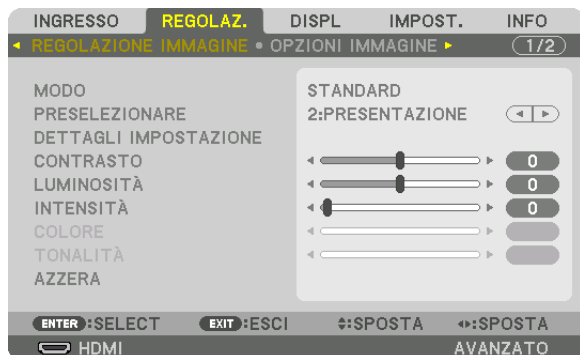 INGRESSO REGOLAZ. DISPL IMPOST. INFO
REGOLAZIONE IMMAGINE OPZIONI IMMAGINE 1/2
MODO STANDARD
PRESELEZIONARE 2:PRESENTAZIONE
DETTAGLI IMPOSTAZIONE
CONTRASTO 0
LUMINOSITÀ 0
INTENSITÀ 0
COLORE
TONALITÀ
AZZERA
ENTER :SELECT EXIT :ESCI :SPOSTA :SPOSTA
HDMI AVANZATO